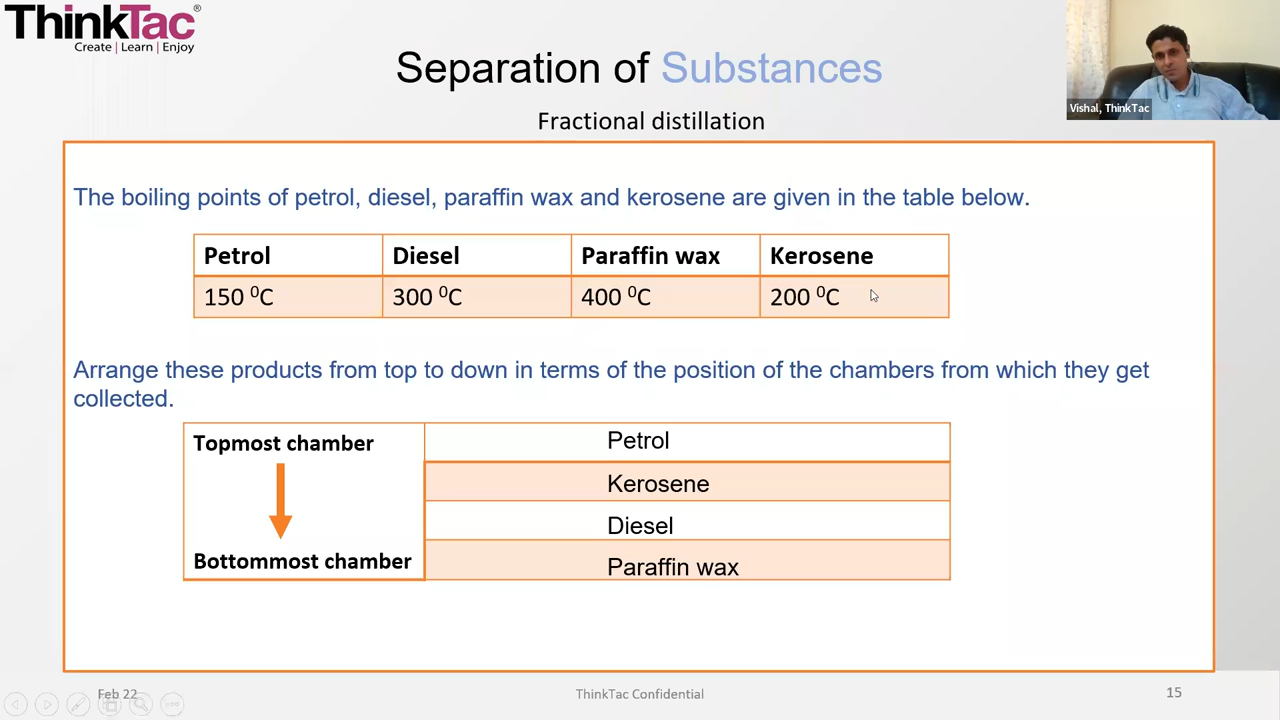 ThinkTac®
Create | Learn | Enjoy
Separation of Substances
Vishal, ThinkTac
Fractional distillation
The boiling points of petrol, diesel, paraffin wax and kerosene are given in the table below.
Petrol Diesel Paraffin wax Kerosene
150 ⁰C 300 ⁰C 400 ⁰C 200 ⁰C
Arrange these products from top to down in terms of the position of the chambers from which they get
collected.
Topmost chamber Petrol
Kerosene
Diesel
Bottommost chamber Paraffin wax
Feb 22 ThinkTac Confidential 15